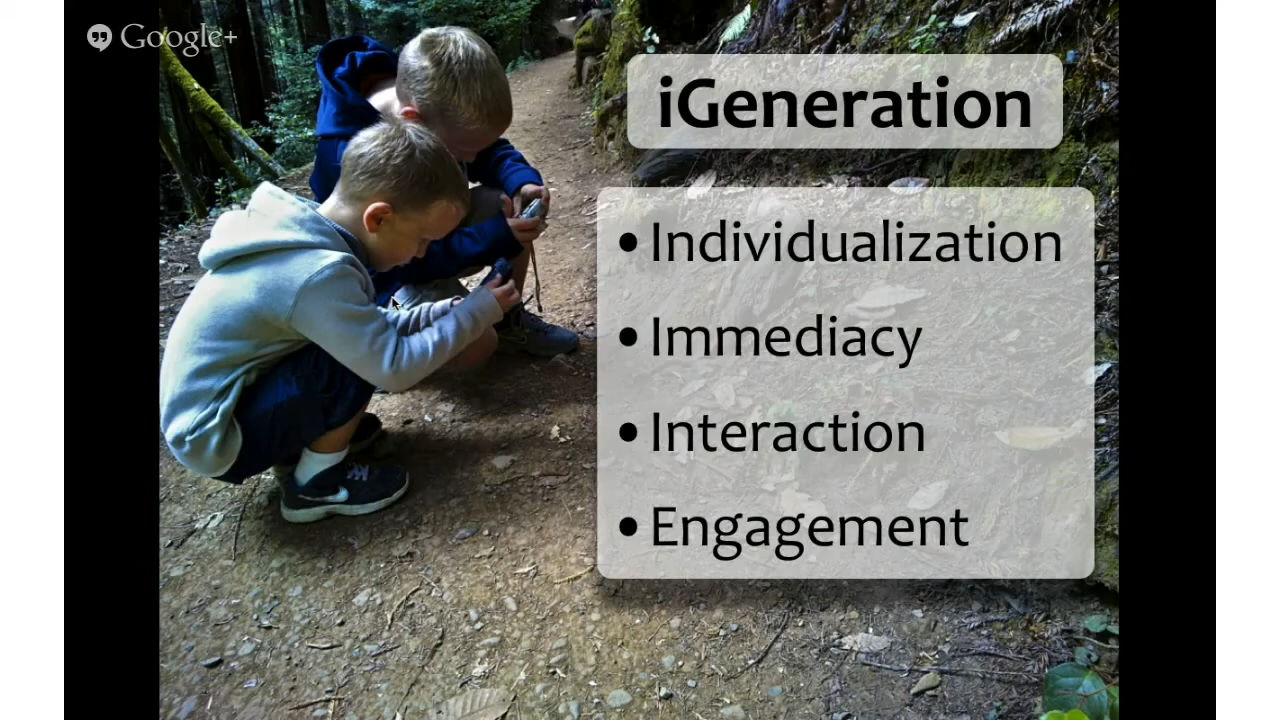 Google+
iGeneration
• Individualization
• Immediacy
• Interaction
• Engagement